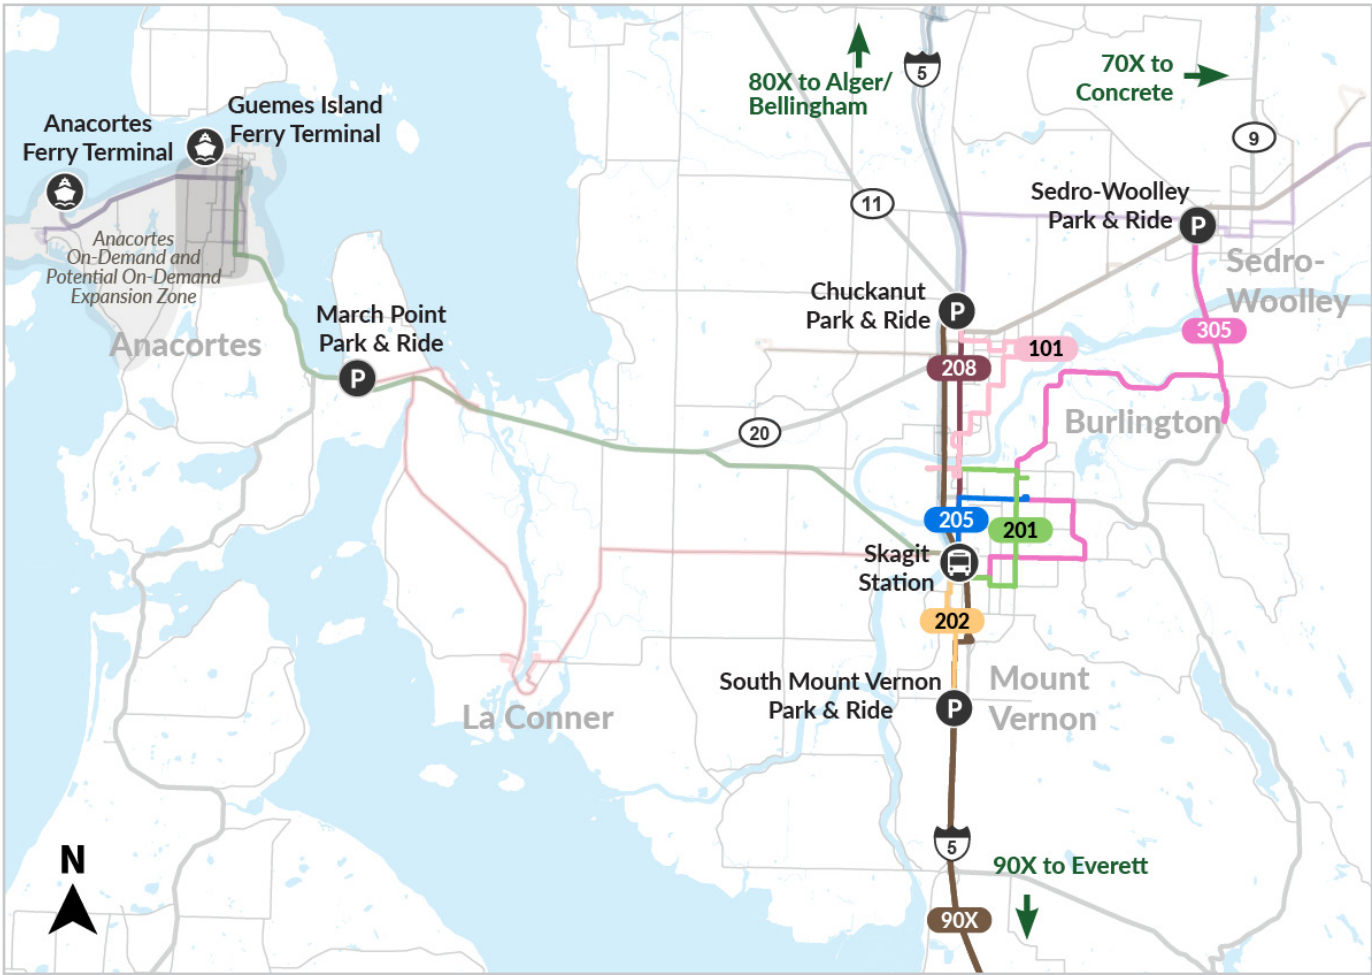 80X to Alger/
Bellingham
5
70X to
Concrete
9
Guemes Island
Ferry Terminal
Anacortes
Ferry Terminal
11
Sedro-Woolley
Park & Ride
P
Sedro-
Woolley
Anacortes
On-Demand and
Potential On-Demand
Expansion Zone
Anacortes
March Point
Park & Ride
P
Chuckanut
Park & Ride
P
305
101
208
Burlington
20
205
201
Skagit
Station
202
South Mount Vernon
Park & Ride
P
Mount
Vernon
La Conner
5
90X to Everett
90X
N